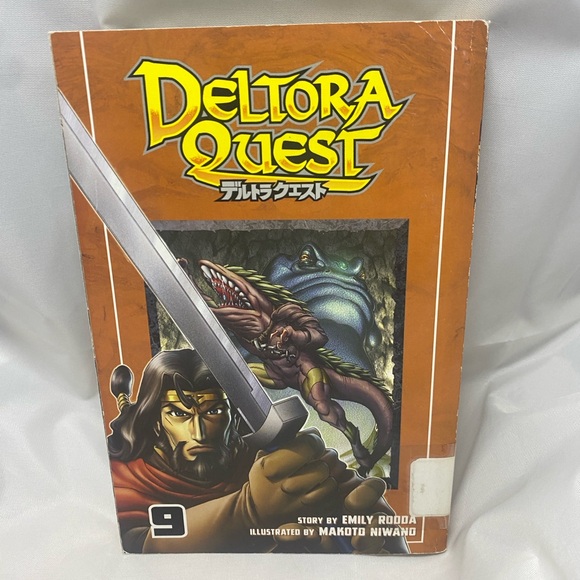 DELTORA
QUEST
デルトラクエスト
9
STORY BY EMILY RODDA
ILLUSTRATED BY MAKOTO NIWANO